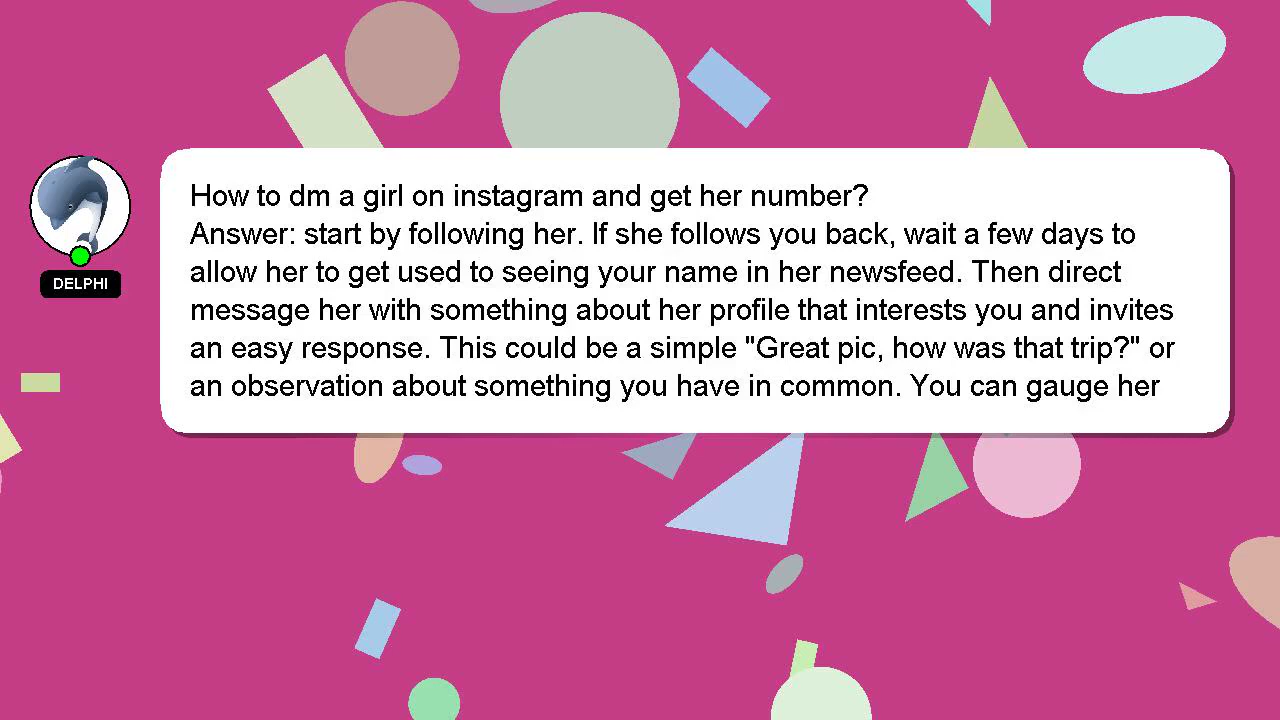 How to dm a girl on instagram and get her number?
Answer: start by following her. If she follows you back, wait a few days to
allow her to get used to seeing your name in her newsfeed. Then direct
message her with something about her profile that interests you and invites
an easy response. This could be a simple "Great pic, how was that trip?" or
an observation about something you have in common. You can gauge her
DELPHI